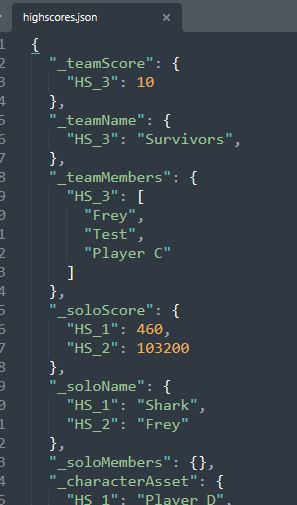 highscores.json ×
1 {
2 "_teamScore": {
3 "HS_3": 10
4 },
5 "_teamName": {
6 "HS_3": "Survivors",
7 },
8 "_teamMembers": {
9 "HS_3": [
0 "Frey",
1 "Test",
2 "Player C"
3 ]
4 },
5 "_soloScore": {
6 "HS_1": 460,
7 "HS_2": 103200
8 },
9 "_soloName": {
0 "HS_1": "Shark",
1 "HS_2": "Frey"
2 },
3 "_soloMembers": {},
4 "_characterAsset": {
5 "HS_1": "Player D",